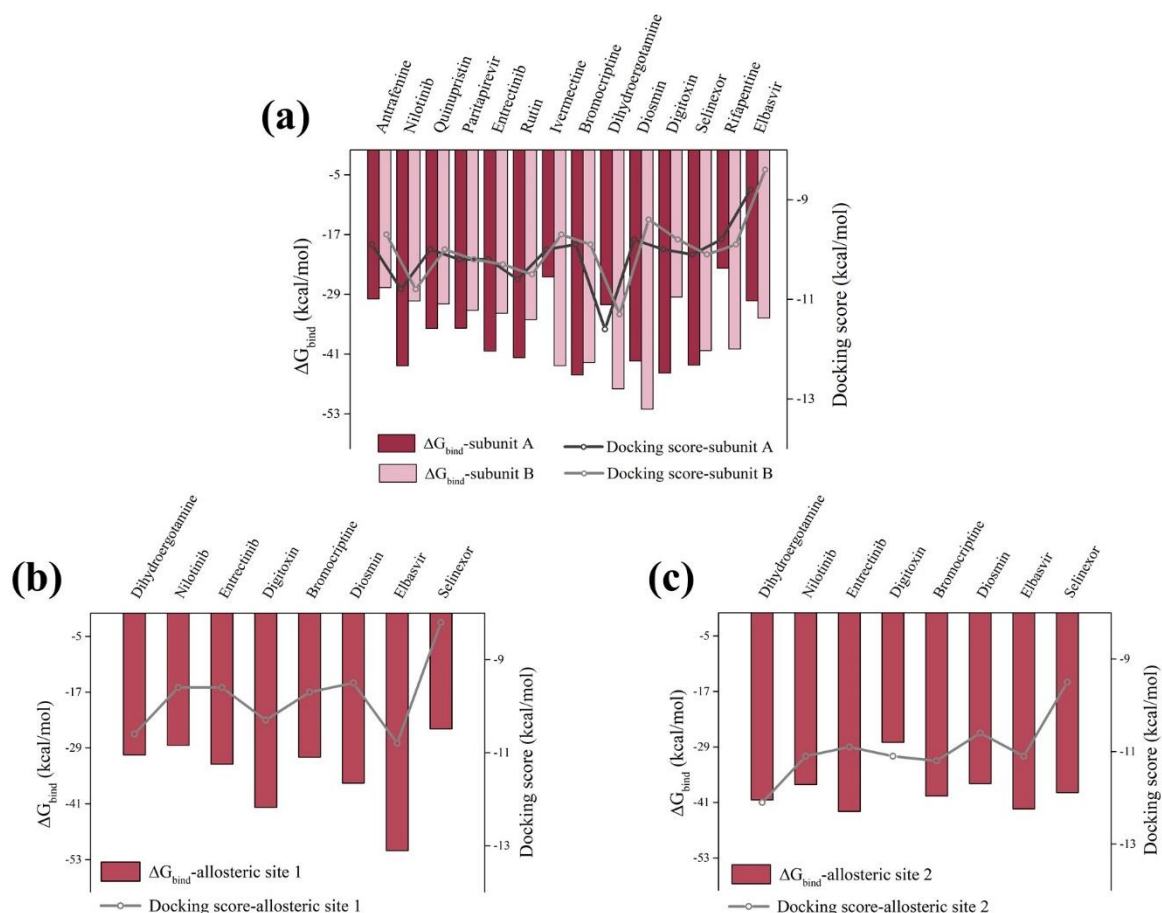 (a)
Antrafenine
Nilotinib
Quinupristin
Paritapirevir
Entrectinib
Rutin
Ivermectine
Bromocriptine
Dihydroergotamine
Diosmin
Digitoxin
Selinexor
Rifapentine
Elbasvir
ΔGbind (kcal/mol)
-5
-17
-29
-41
-53
-9
-11
-13
Docking score (kcal/mol)
ΔGbind-subunit A
Docking score-subunit A
ΔGbind-subunit B
Docking score-subunit B
(b)
Dihydroergotamine
Nilotinib
Entrectinib
Digitoxin
Bromocriptine
Diosmin
Elbasvir
Selinexor
ΔGbind (kcal/mol)
-5
-17
-29
-41
-53
-9
-11
-13
Docking score (kcal/mol)
ΔGbind-allosteric site 1
Docking score-allosteric site 1
(c)
Dihydroergotamine
Nilotinib
Entrectinib
Digitoxin
Bromocriptine
Diosmin
Elbasvir
Selinexor
ΔGbind (kcal/mol)
-5
-17
-29
-41
-53
-9
-11
-13
Docking score (kcal/mol)
ΔGbind-allosteric site 2
Docking score-allosteric site 2